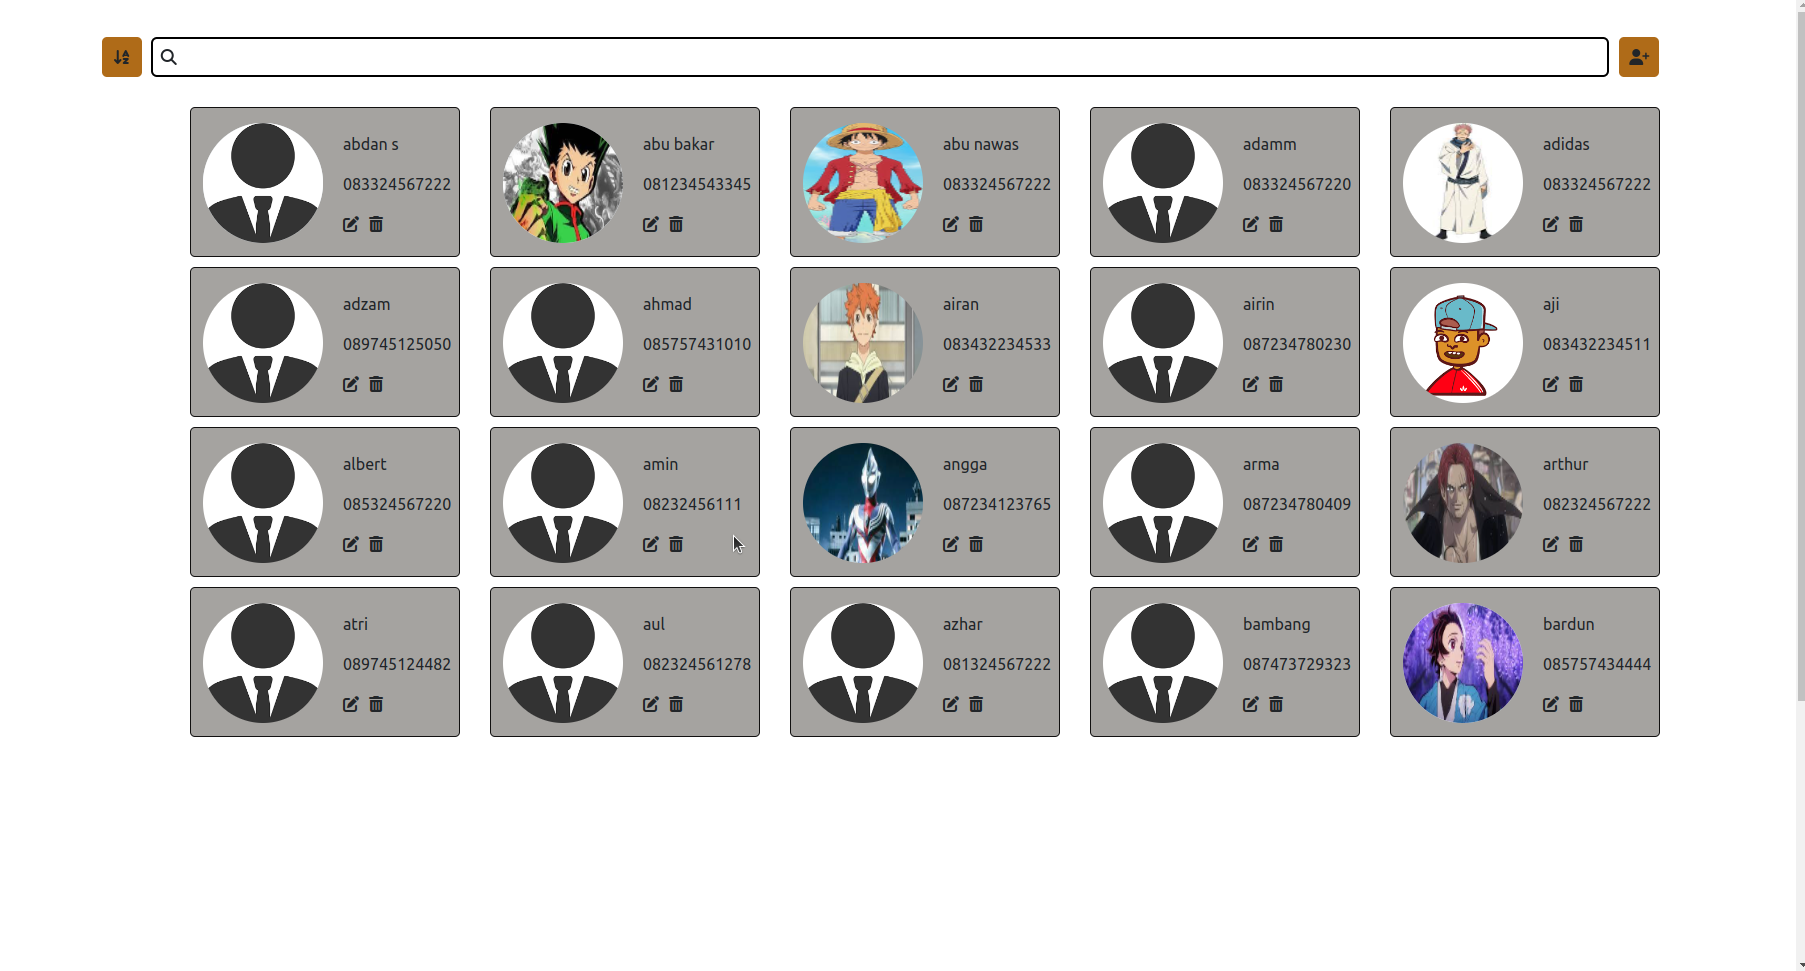 abdan s
083324567222
abu bakar
081234543345
abu nawas
083324567222
adamm
083324567220
adidas
083324567222
adzam
089745125050
ahmad
085757431010
airan
083432234533
airin
087234780230
aji
083432234511
albert
085324567220
amin
08232456111
angga
087234123765
arma
087234780409
arthur
082324567222
atri
089745124482
aul
082324561278
azhar
081324567222
bambang
087473729323
bardun
085757434444